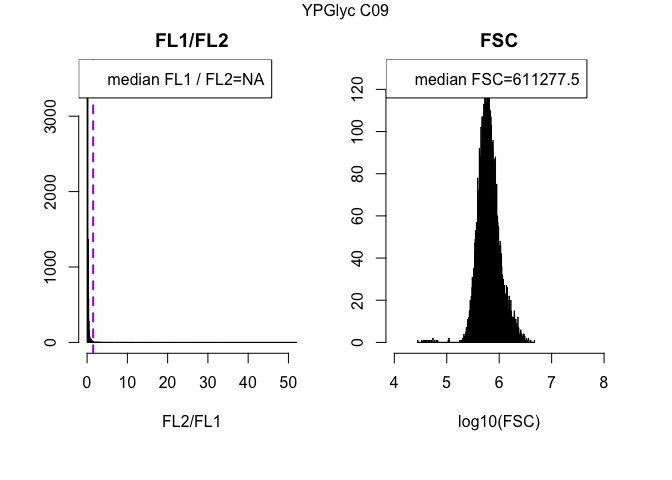 YPGlyc C09
FL1/FL2
median FL1 / FL2=NA
0
1000
2000
3000
0 10 20 30 40 50
FL2/FL1
FSC
median FSC=611277.5
0
20
40
60
80
100
120
4 5 6 7 8
log10(FSC)